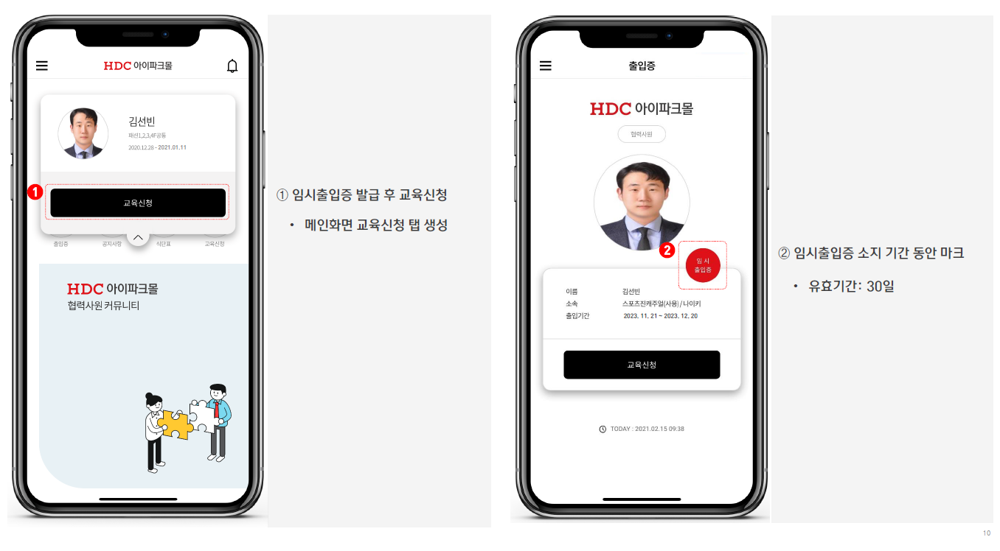 HDC 아이파크몰
김선빈
패션1,2,3,4F공통
2020.12.28 - 2021.01.11
1
교육신청
출입증 공지사항 식단표 교육신청
HDC 아이파크몰
협력사원 커뮤니티
① 임시출입증 발급 후 교육신청
• 메인화면 교육신청 탭 생성
출입증
HDC 아이파크몰
협력사원
2
임 시
출입증
이름 김선빈
소속 스포츠진캐주얼(사용) / 나이키
출입기간 2023. 11. 21 ~ 2023. 12. 20
교육신청
TODAY : 2021.02.15 09:38
② 임시출입증 소지 기간 동안 마크
• 유효기간: 30일
10